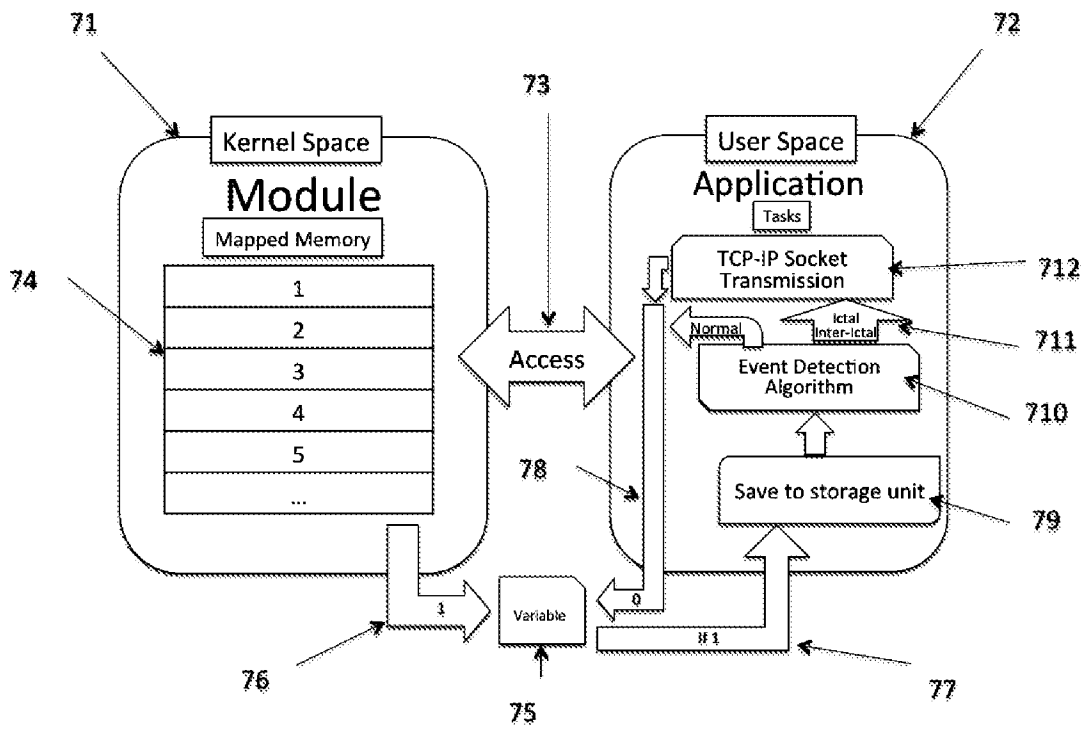 71
72
73
Kernel Space
User Space
Module
Application
Mapped Memory
Tasks
74
1
2
3
4
5
...
Access
TCP-IP Socket
Transmission
712
Normal
Ictal
Inter-Ictal
711
Event Detection
Algorithm
710
78
Save to storage unit
79
1
Variable
0
If 1
76
75
77